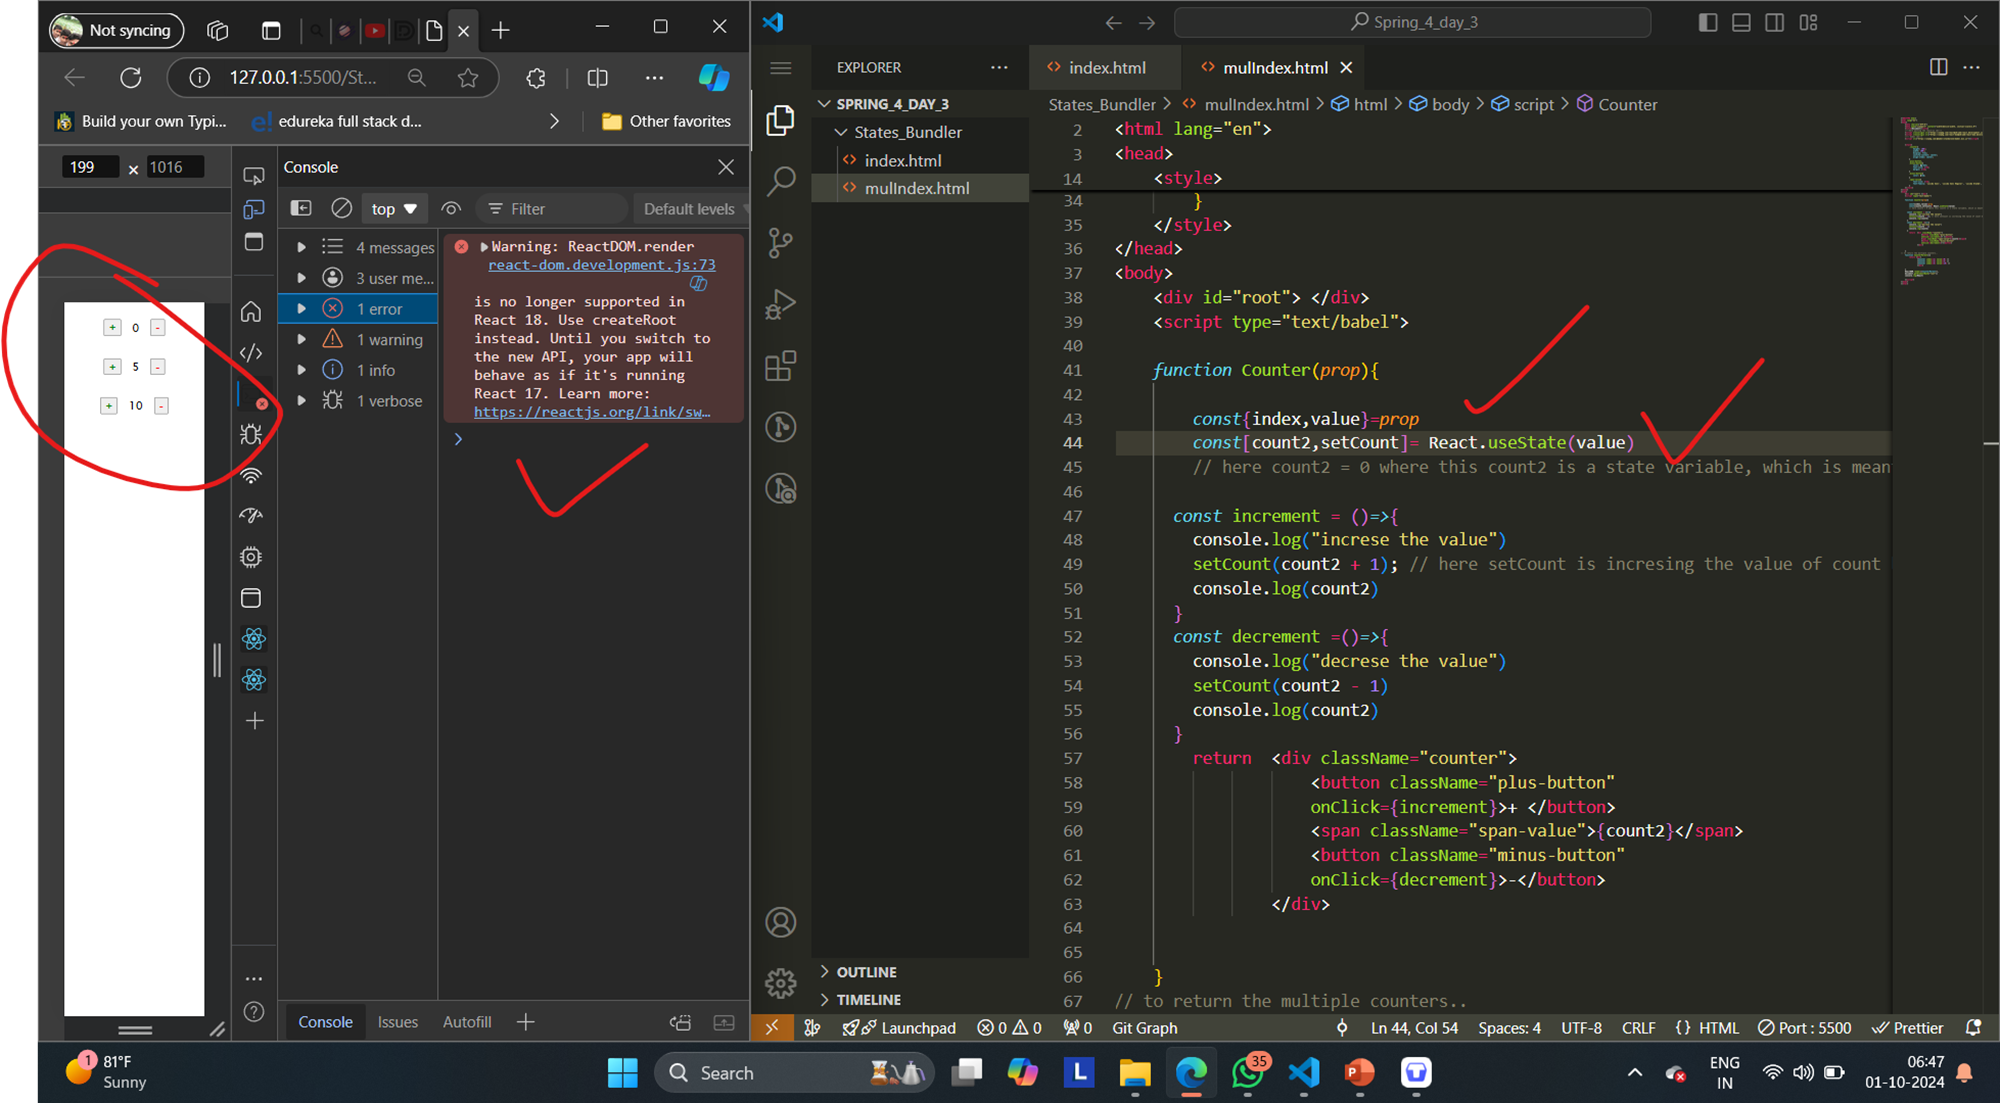 Not syncing
127.0.0.1:5500/St...
Build your own Typi...
edureka full stack d...
Other favorites
199 × 1016
Console
top ▼
Filter
Default levels
4 messages
3 user me...
1 error
1 warning
1 info
1 verbose
Warning: ReactDOM.render
react-dom.development.js:73
is no longer supported in
React 18. Use createRoot
instead. Until you switch to
the new API, your app will
behave as if it's running
React 17. Learn more:
https://reactjs.org/link/sw…
+ 0 -
+ 5 -
+ 10 -
Console Issues Autofill
Spring_4_day_3
EXPLORER
index.html
mulIndex.html
SPRING_4_DAY_3
States_Bundler
index.html
mulIndex.html
OUTLINE
TIMELINE
States_Bundler > mulIndex.html > html > body > script > Counter
2 <html lang="en">
3 <head>
14 <style>
34 }
35 </style>
36 </head>
37 <body>
38 <div id="root"> </div>
39 <script type="text/babel">
40
41 function Counter(prop){
42
43 const{index,value}=prop
44 const[count2,setCount]= React.useState(value)
45 // here count2 = 0 where this count2 is a state variable, which is mean
46
47 const increment = ()=>{
48 console.log("increse the value")
49 setCount(count2 + 1); // here setCount is incresing the value of count
50 console.log(count2)
51 }
52 const decrement =()=>{
53 console.log("decrese the value")
54 setCount(count2 - 1)
55 console.log(count2)
56 }
57 return <div className="counter">
58 <button className="plus-button"
59 onClick={increment}>+ </button>
60 <span className="span-value">{count2}</span>
61 <button className="minus-button"
62 onClick={decrement}>-</button>
63 </div>
64
65
66 }
67 // to return the multiple counters..
Launchpad 0 0 0 Git Graph
Ln 44, Col 54 Spaces: 4 UTF-8 CRLF {} HTML Port : 5500 Prettier
1
81°F
Sunny
Search
L
35
P
T
ENG
IN
06:47
01-10-2024